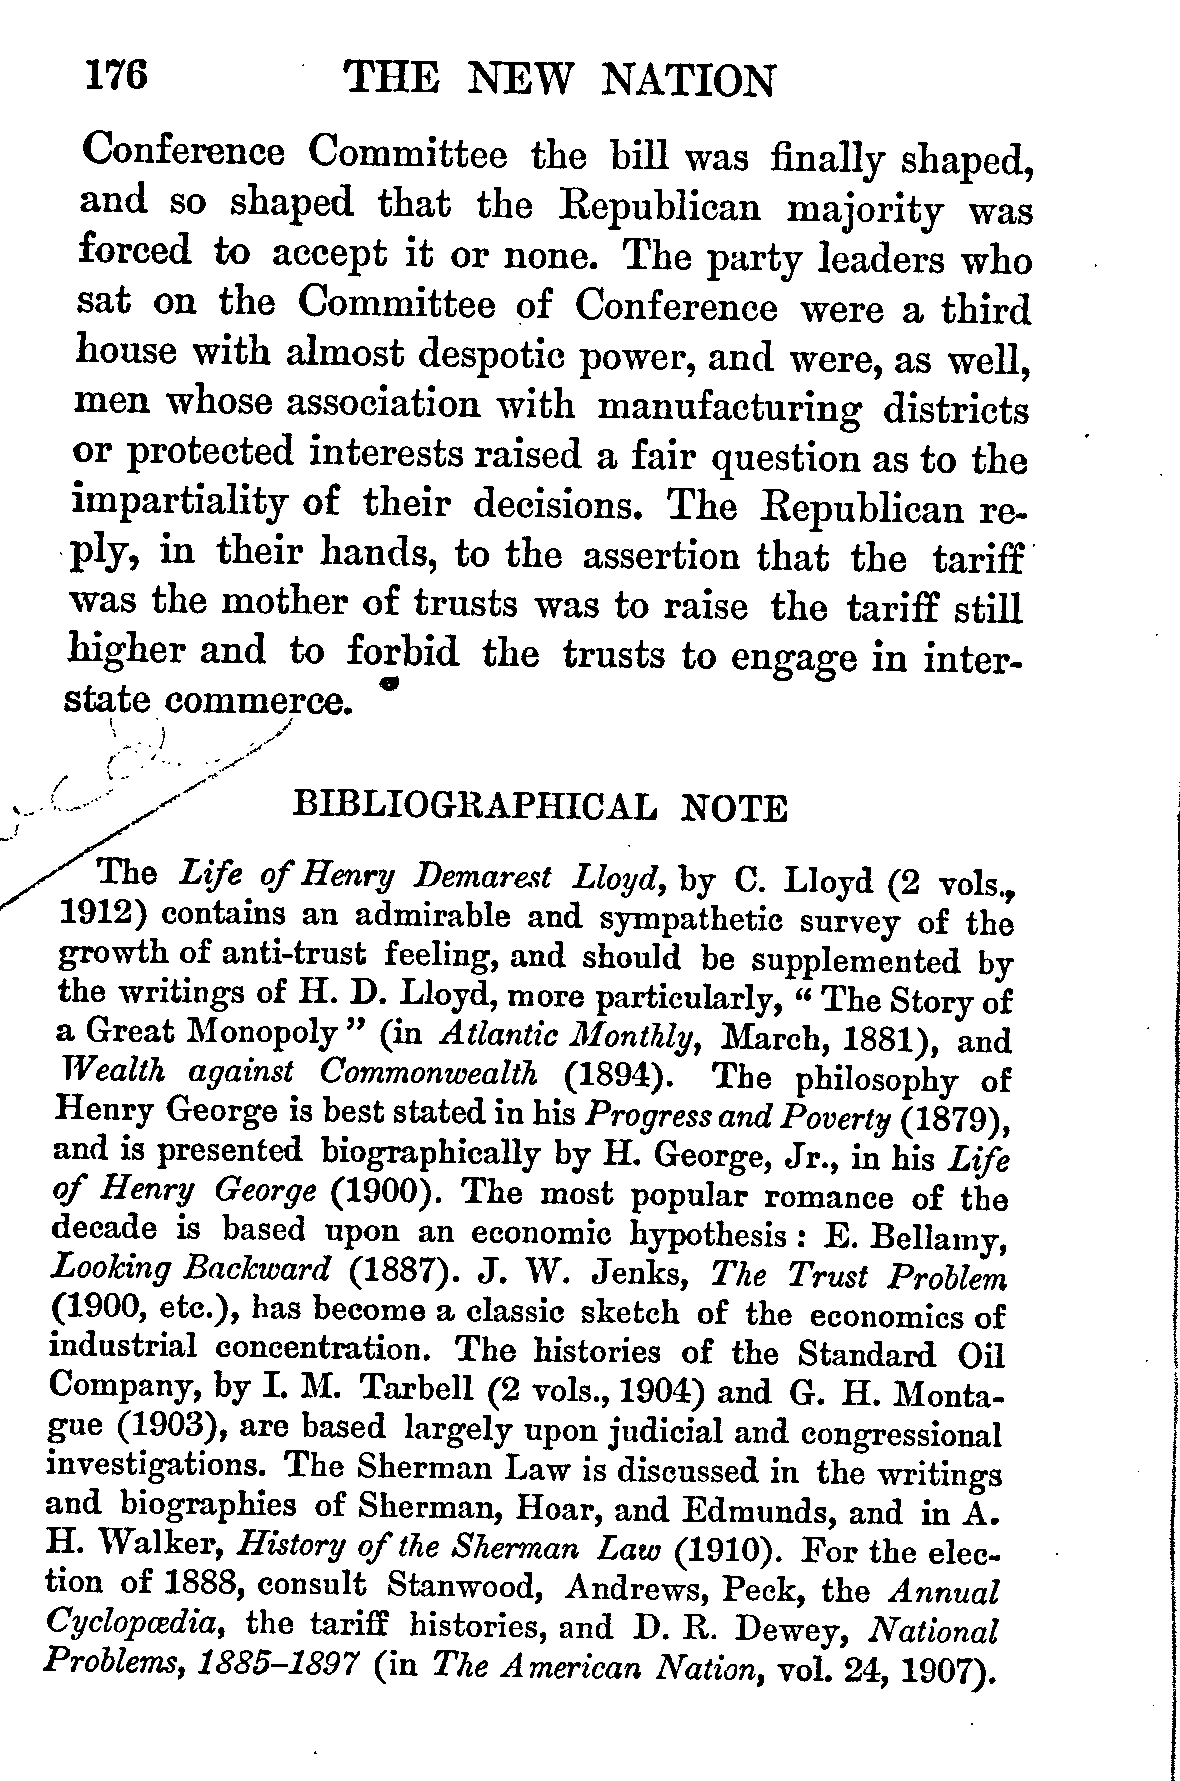 176 THE NEW NATION
Conference Committee the bill was finally shaped,
and so shaped that the Republican majority was
forced to accept it or none. The party leaders who
sat on the Committee of Conference were a third
house with almost despotic power, and were, as well,
men whose association with manufacturing districts
or protected interests raised a fair question as to the
impartiality of their decisions. The Republican re-
ply, in their hands, to the assertion that the tariff
was the mother of trusts was to raise the tariff still
higher and to forbid the trusts to engage in inter-
state commerce.
BIBLIOGRAPHICAL NOTE
The Life of Henry Demarest Lloyd, by C. Lloyd (2 vols.,
1912) contains an admirable and sympathetic survey of the
growth of anti-trust feeling, and should be supplemented by
the writings of H. D. Lloyd, more particularly, " The Story of
a Great Monopoly " (in Atlantic Monthly, March, 1881), and
Wealth against Commonwealth (1894). The philosophy of
Henry George is best stated in his Progress and Poverty (1879),
and is presented biographically by H. George, Jr., in his Life
of Henry George (1900). The most popular romance of the
decade is based upon an economic hypothesis : E. Bellamy,
Looking Backward (1887). J. W. Jenks, The Trust Problem
(1900, etc.), has become a classic sketch of the economics of
industrial concentration. The histories of the Standard Oil
Company, by I. M. Tarbell (2 vols., 1904) and G. H. Monta-
gue (1903), are based largely upon judicial and congressional
investigations. The Sherman Law is discussed in the writings
and biographies of Sherman, Hoar, and Edmunds, and in A.
H. Walker, History of the Sherman Law (1910). For the elec-
tion of 1888, consult Stanwood, Andrews, Peck, the Annual
Cyclopædia, the tariff histories, and D. R. Dewey, National
Problems, 1885–1897 (in The American Nation, vol. 24, 1907).